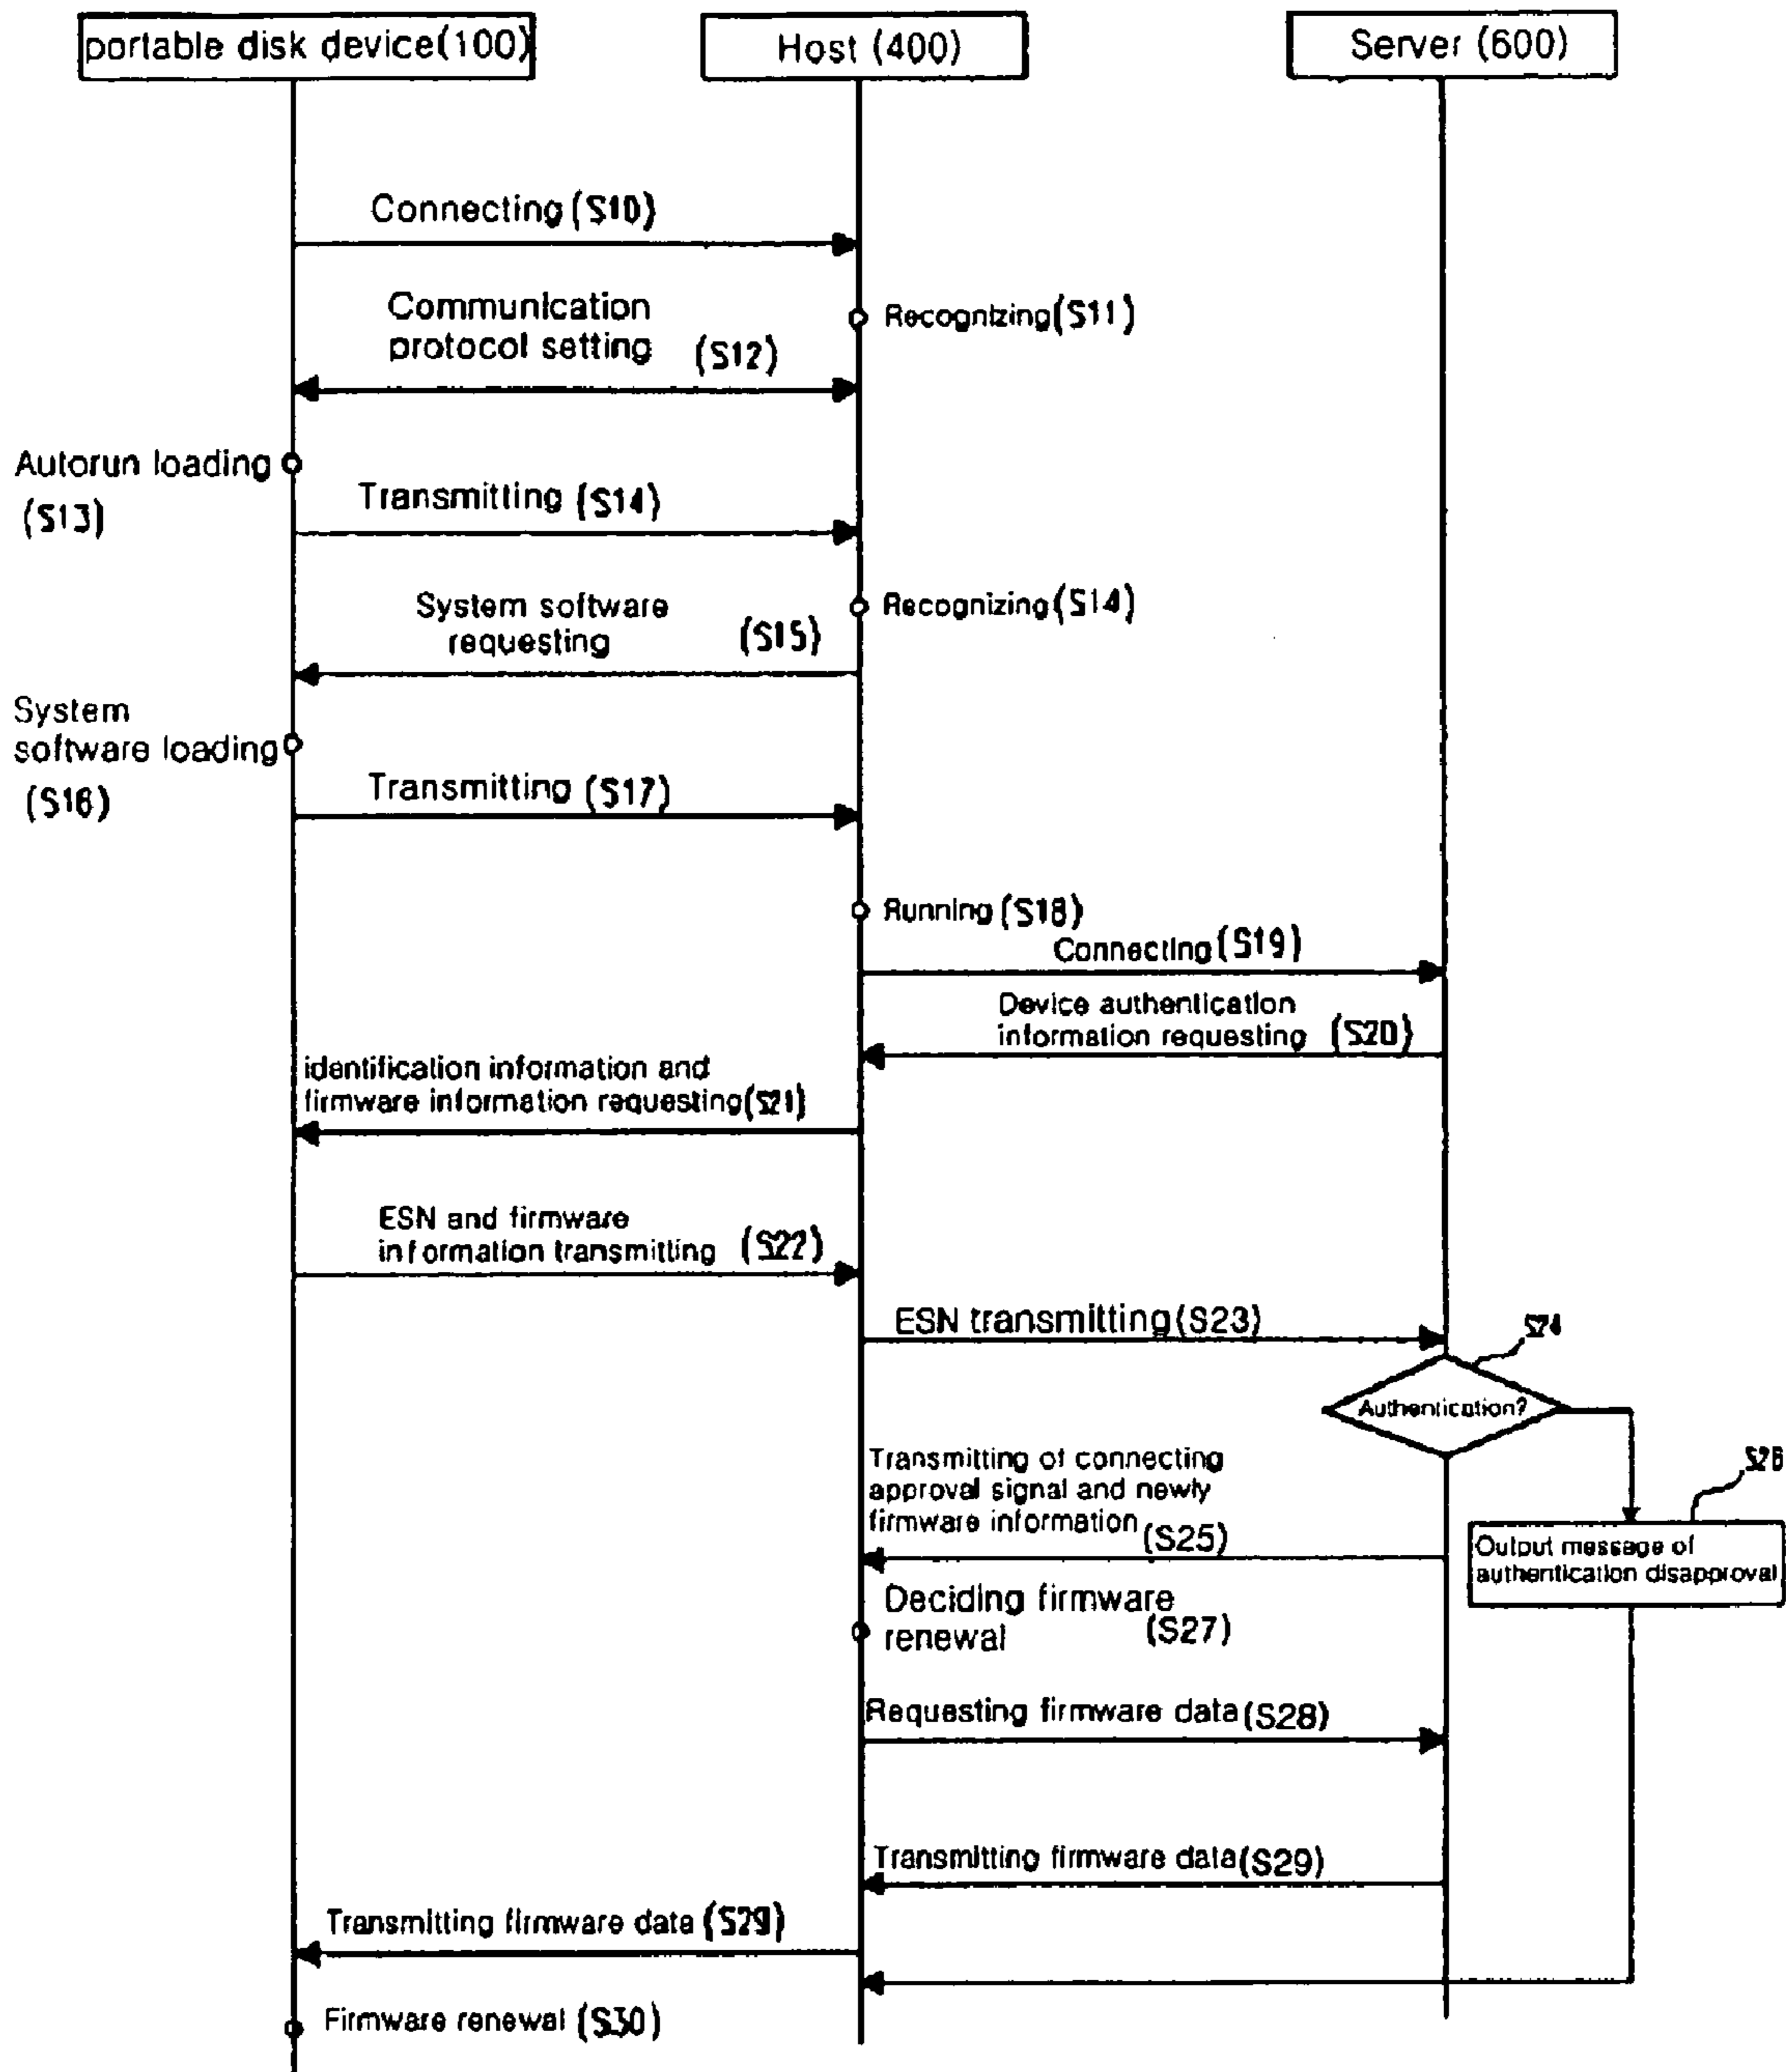 portable disk device(100)
Host (400)
Server (600)
Connecting (S10)
Communication
protocol setting (S12)
Recognizing(S11)
Autorun loading
(S13)
Transmitting (S14)
System software
requesting (S15)
Recognizing(S14)
System
software loading
(S16)
Transmitting (S17)
Running(S18)
Connecting(S19)
Device authentication
information requesting (S20)
identification information and
firmware information requesting(S21)
ESN and firmware
information transmitting (S22)
ESN transmitting(S23)
S24
Authentication?
Transmitting of connecting
approval signal and newly
firmware information (S25)
S26
Output message of
authentication disapproval
Deciding firmware
renewal (S27)
Requesting firmware data(S28)
Transmitting firmware data(S29)
Transmitting firmware data (S29)
Firmware renewal (S30)